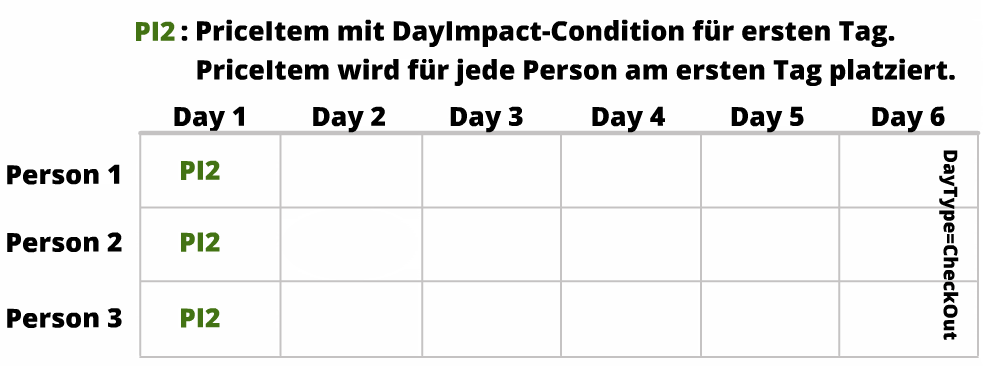 PI2 : PriceItem mit DayImpact-Condition für ersten Tag.
PriceItem wird für jede Person am ersten Tag platziert.
Day 1 Day 2 Day 3 Day 4 Day 5 Day 6
Person 1 PI2
Person 2 PI2
Person 3 PI2
DayType=CheckOut